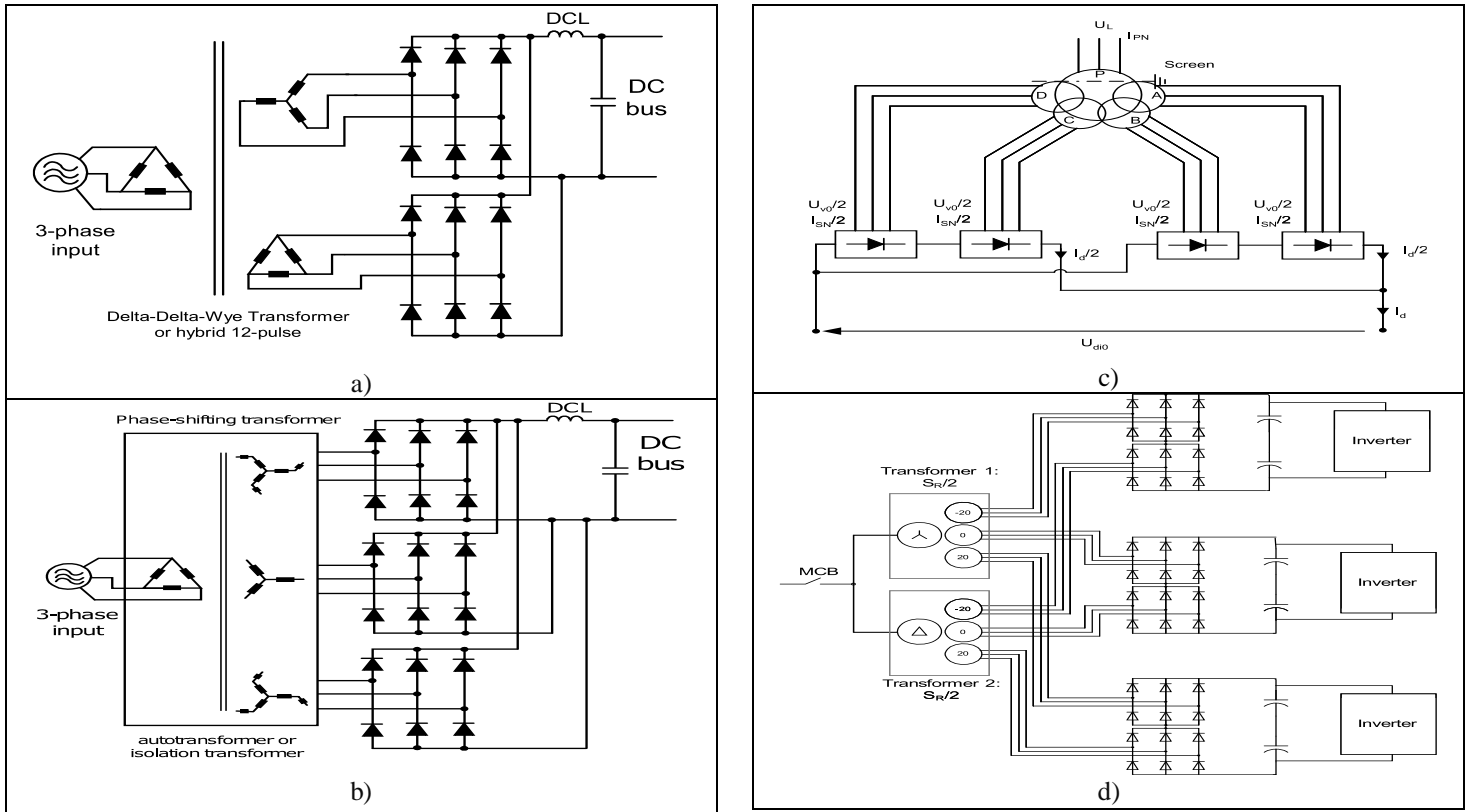 DCL
DC
bus
3-phase
input
Delta-Delta-Wye Transformer
or hybrid 12-pulse
a)
Phase-shifting transformer
DCL
DC
bus
3-phase
input
autotransformer or
isolation transformer
b)
U_L
I_PN
P
Screen
D
A
C
B
U_v0/2
I_SN/2
U_v0/2
I_SN/2
U_v0/2
I_SN/2
U_v0/2
I_SN/2
I_d/2
I_d/2
I_d
U_di0
c)
Inverter
Transformer 1:
S_R/2
-20
0
20
MCB
Inverter
-20
0
20
Transformer 2:
S_R/2
Inverter
d)